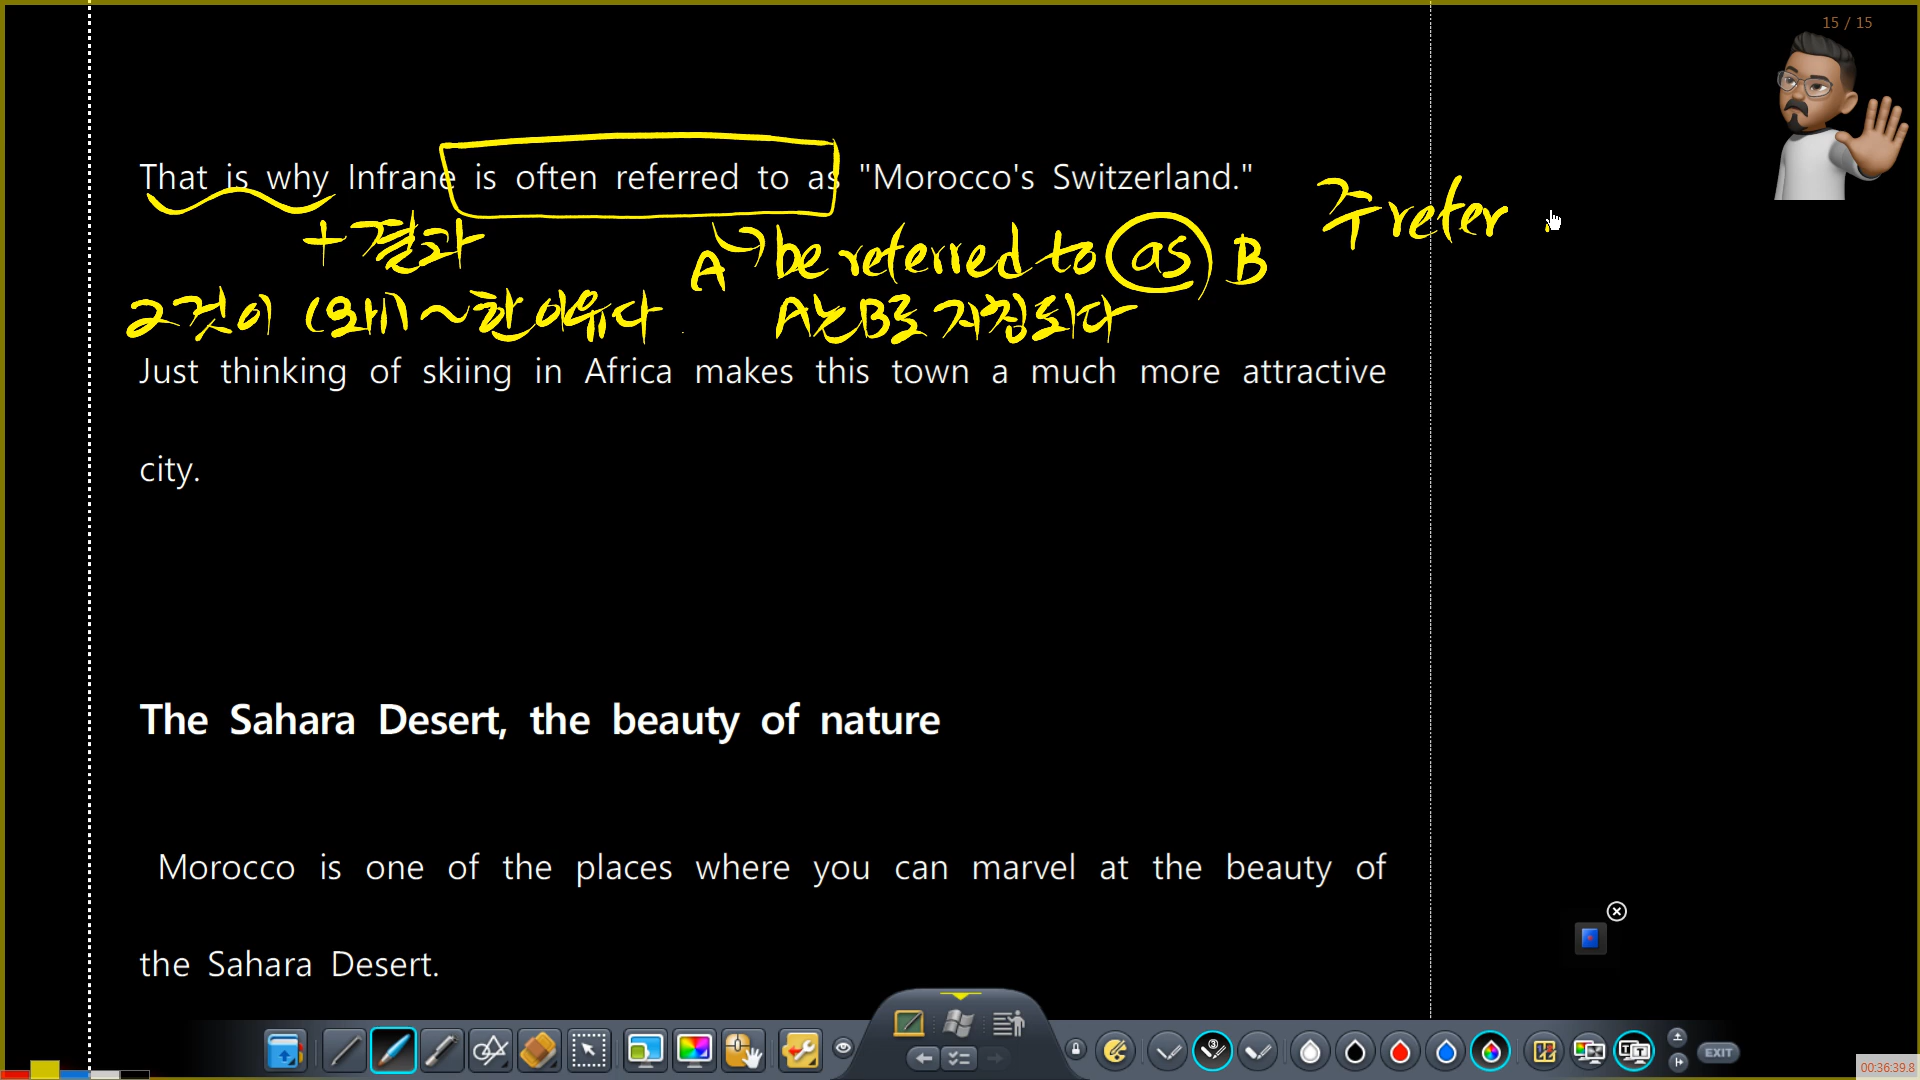 15 / 15
That is why Infrane is often referred to as "Morocco's Switzerland."
주 refer
+ 결과
A be referred to as B
그것이 (왜) ~한 이유다
A는 B로 지칭되다
Just thinking of skiing in Africa makes this town a much more attractive
city.
The Sahara Desert, the beauty of nature
Morocco is one of the places where you can marvel at the beauty of
the Sahara Desert.
EXIT
00:36:39.8